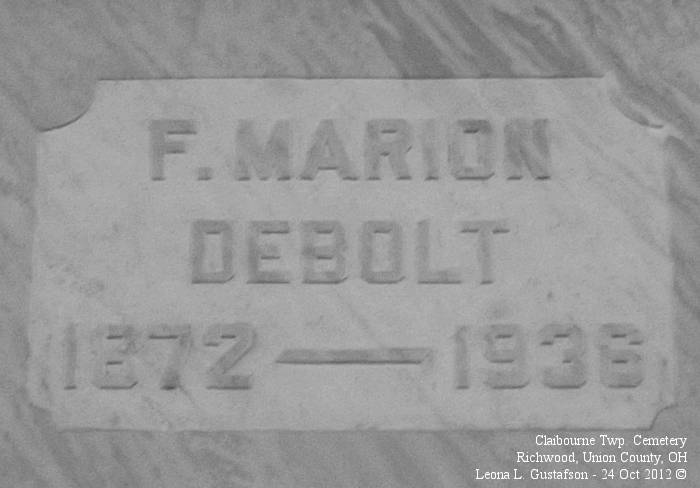 F. MARION
DEBOLT
1872 — 1936
Claibourne Twp. Cemetery
Richwood, Union County, OH
Leona L. Gustafson - 24 Oct 2012 ©